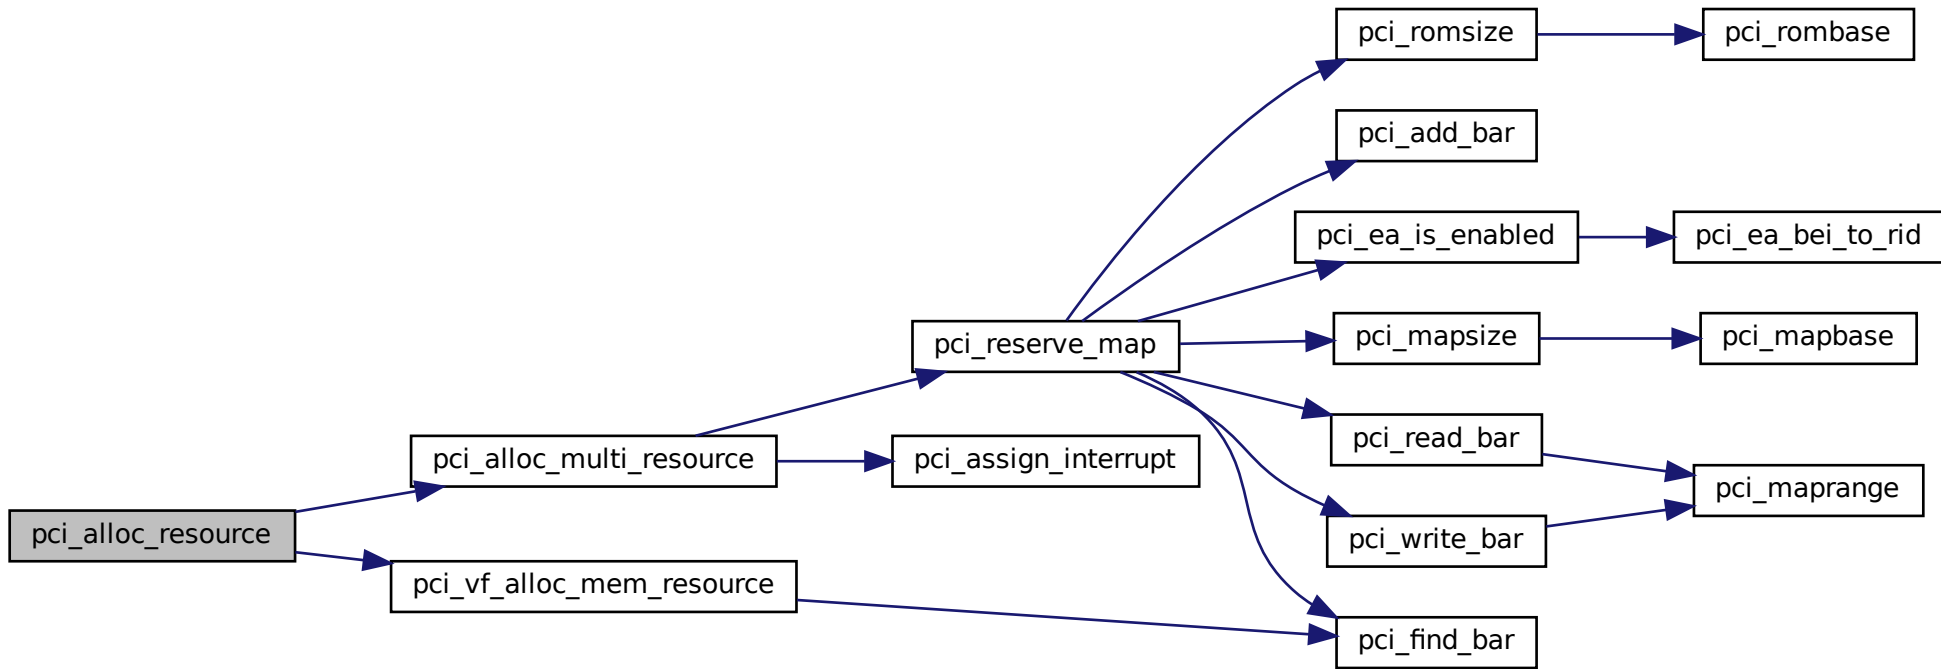 pci_romsize
pci_rombase
pci_add_bar
pci_ea_is_enabled
pci_ea_bei_to_rid
pci_reserve_map
pci_mapsize
pci_mapbase
pci_read_bar
pci_alloc_multi_resource
pci_assign_interrupt
pci_maprange
pci_alloc_resource
pci_write_bar
pci_vf_alloc_mem_resource
pci_find_bar